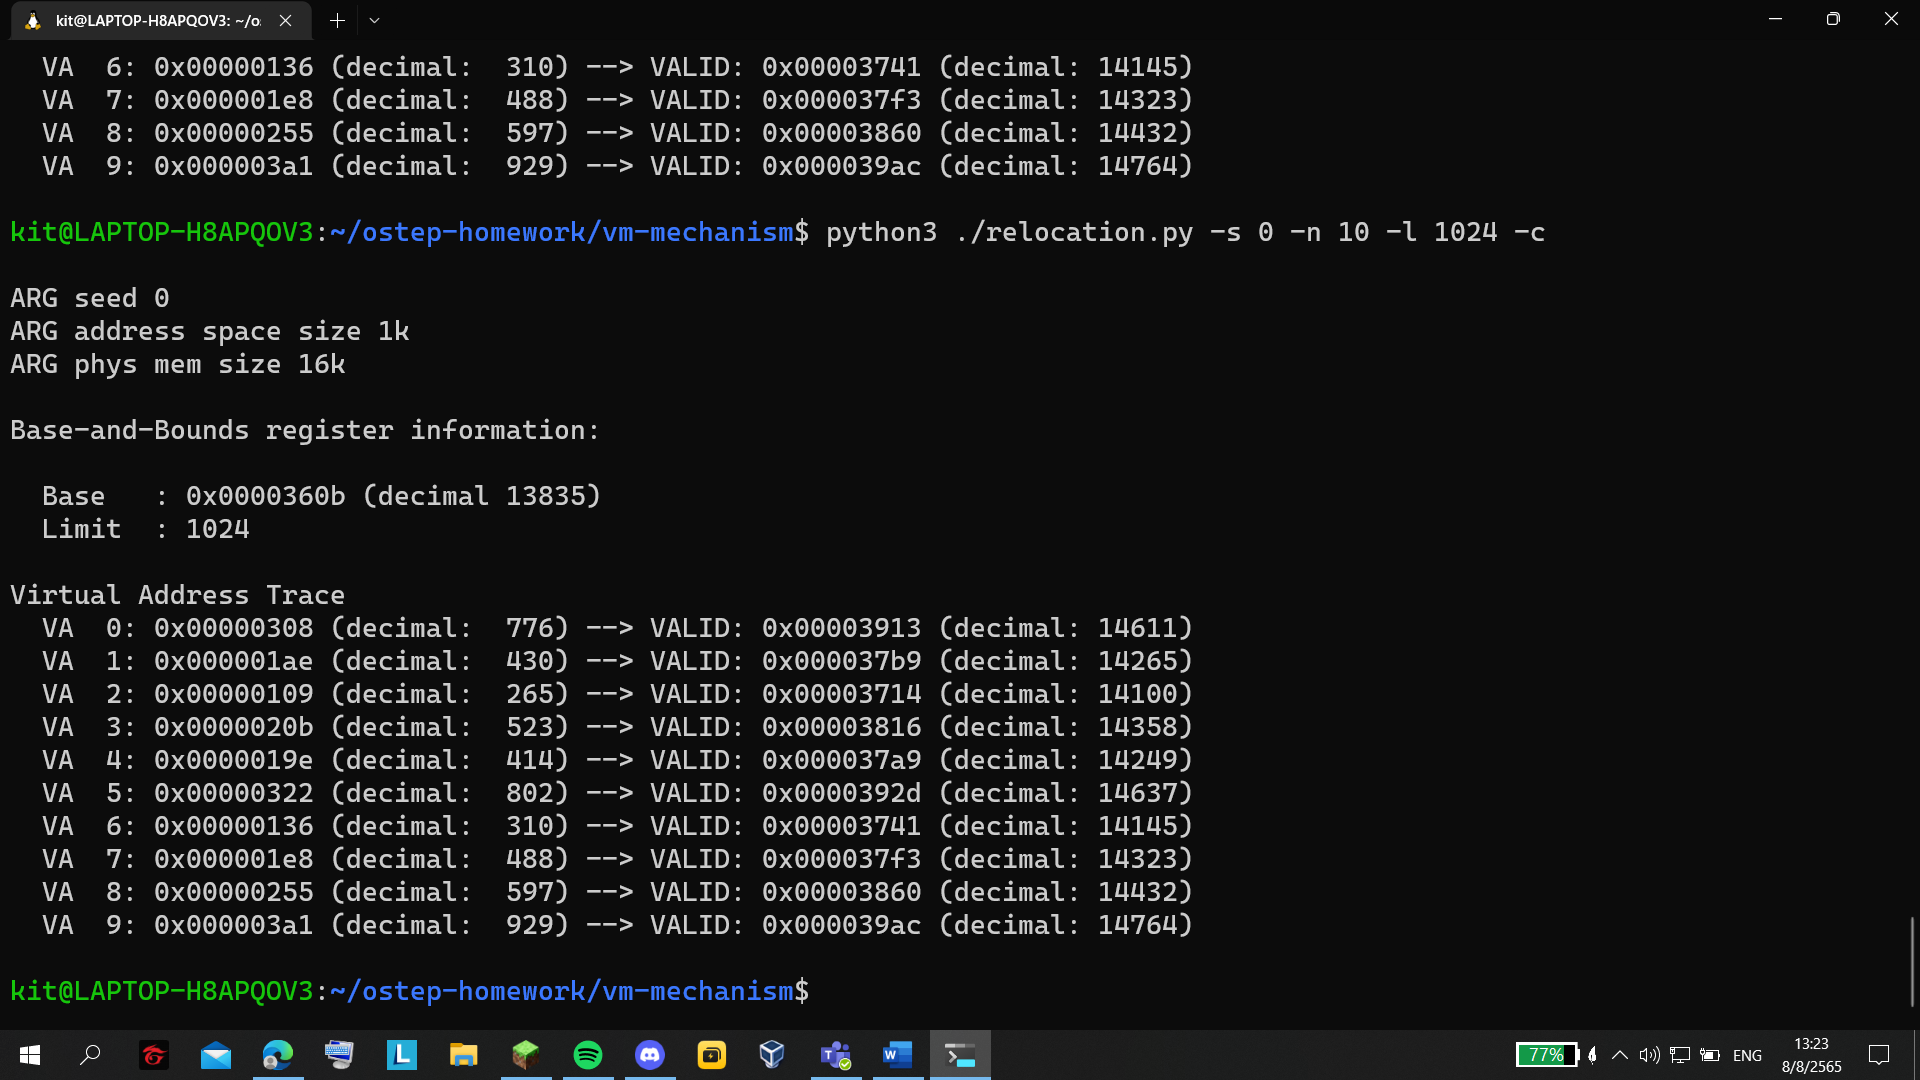 kit@LAPTOP-H8APQOV3: ~/o
  VA  6: 0x00000136 (decimal:  310) --> VALID: 0x00003741 (decimal: 14145)
  VA  7: 0x000001e8 (decimal:  488) --> VALID: 0x000037f3 (decimal: 14323)
  VA  8: 0x00000255 (decimal:  597) --> VALID: 0x00003860 (decimal: 14432)
  VA  9: 0x000003a1 (decimal:  929) --> VALID: 0x000039ac (decimal: 14764)
kit@LAPTOP-H8APQOV3:~/ostep-homework/vm-mechanism$ python3 ./relocation.py -s 0 -n 10 -l 1024 -c
ARG seed 0
ARG address space size 1k
ARG phys mem size 16k
Base-and-Bounds register information:
  Base   : 0x0000360b (decimal 13835)
  Limit  : 1024
Virtual Address Trace
  VA  0: 0x00000308 (decimal:  776) --> VALID: 0x00003913 (decimal: 14611)
  VA  1: 0x000001ae (decimal:  430) --> VALID: 0x000037b9 (decimal: 14265)
  VA  2: 0x00000109 (decimal:  265) --> VALID: 0x00003714 (decimal: 14100)
  VA  3: 0x0000020b (decimal:  523) --> VALID: 0x00003816 (decimal: 14358)
  VA  4: 0x0000019e (decimal:  414) --> VALID: 0x000037a9 (decimal: 14249)
  VA  5: 0x00000322 (decimal:  802) --> VALID: 0x0000392d (decimal: 14637)
  VA  6: 0x00000136 (decimal:  310) --> VALID: 0x00003741 (decimal: 14145)
  VA  7: 0x000001e8 (decimal:  488) --> VALID: 0x000037f3 (decimal: 14323)
  VA  8: 0x00000255 (decimal:  597) --> VALID: 0x00003860 (decimal: 14432)
  VA  9: 0x000003a1 (decimal:  929) --> VALID: 0x000039ac (decimal: 14764)
kit@LAPTOP-H8APQOV3:~/ostep-homework/vm-mechanism$
77%
ENG
13:23
8/8/2565